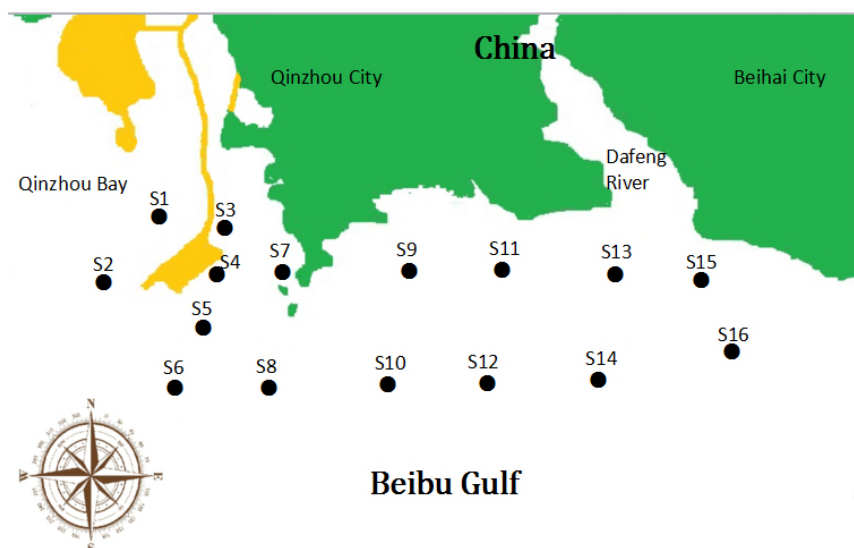 China
Qinzhou City
Beihai City
Dafeng
River
Qinzhou Bay
S1
S3
S2
S4
S7
S9
S11
S13
S15
S5
S6
S8
S10
S12
S14
S16
N
W
E
S
Beibu Gulf